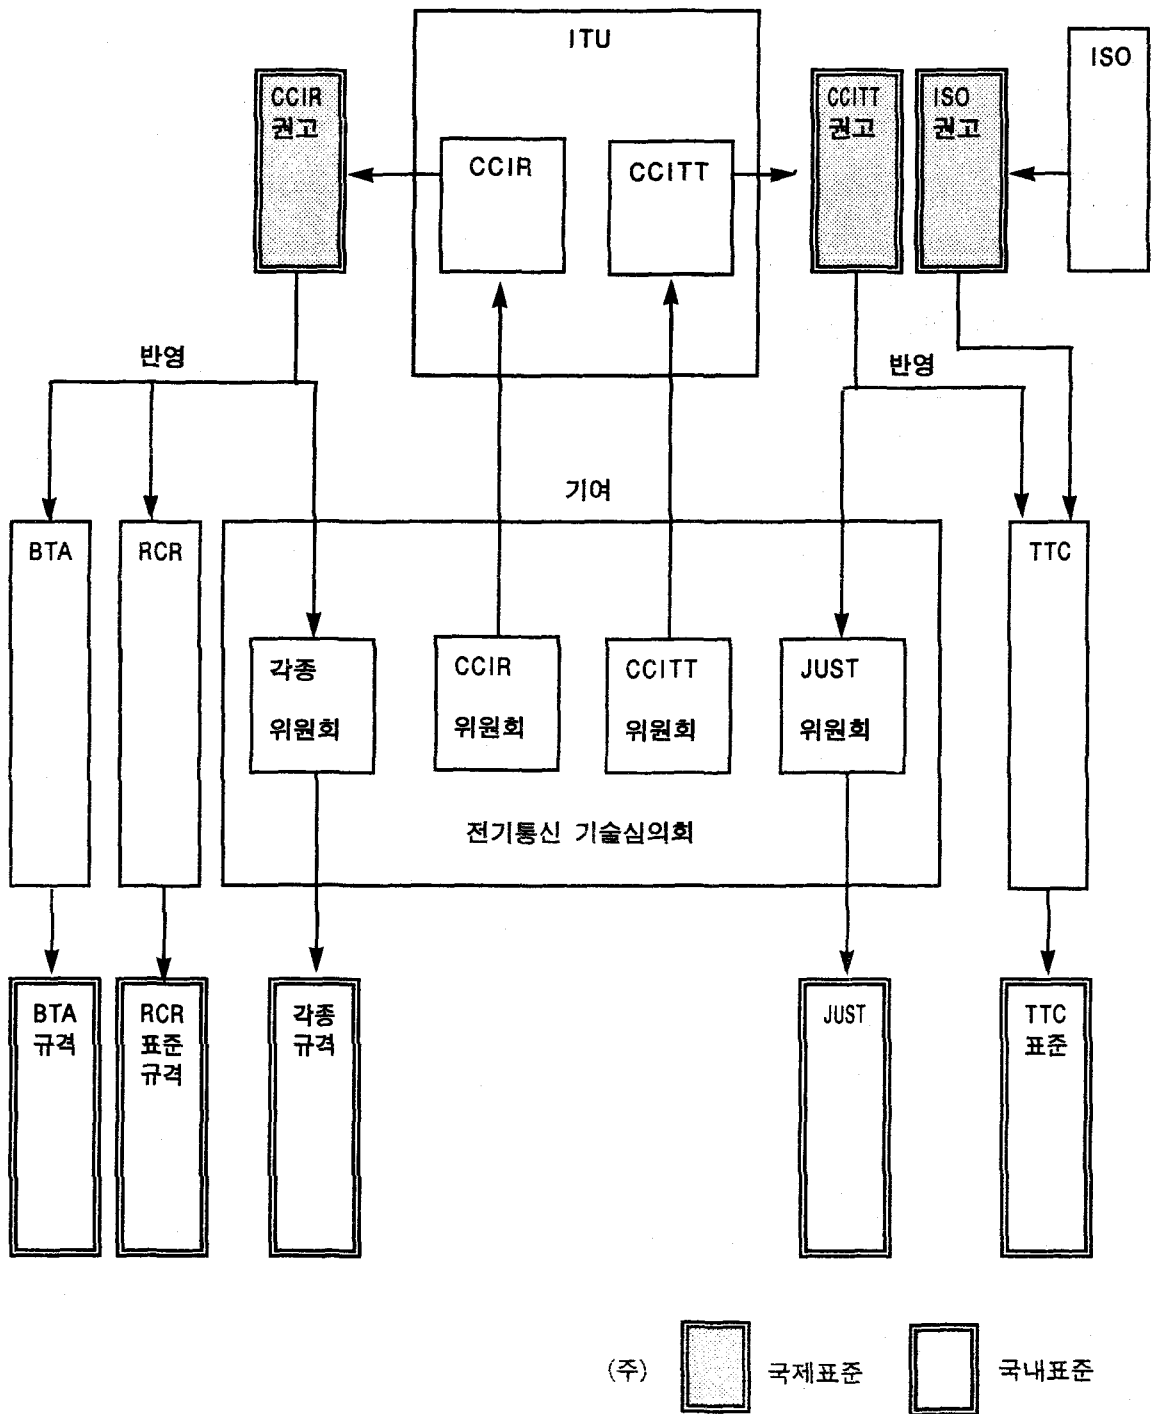 ITU
ISO
CCIR
권고
CCITT
권고
ISO
권고
CCIR
CCITT
반영
반영
기여
BTA
RCR
TTC
각종
위원회
CCIR
위원회
CCITT
위원회
JUST
위원회
전기통신 기술심의회
BTA
규격
RCR
표준
규격
각종
규격
JUST
TTC
표준
(주)
국제표준
국내표준